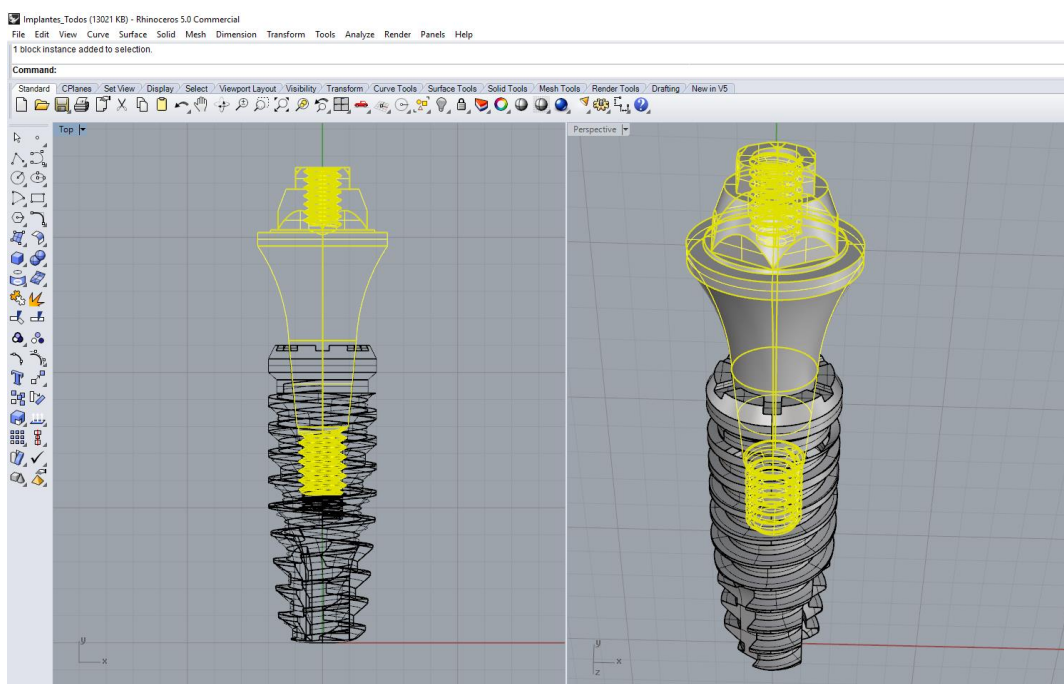 Implantes_Todos (13021 KB) - Rhinoceros 5.0 Commercial
File Edit View Curve Surface Solid Mesh Dimension Transform Tools Analyze Render Panels Help
1 block instance added to selection.
Command:
Standard CPlanes Set View Display Select Viewport Layout Visibility Transform Curve Tools Surface Tools Solid Tools Mesh Tools Render Tools Drafting New in V5
Top
Perspective
y
x
y
x
z